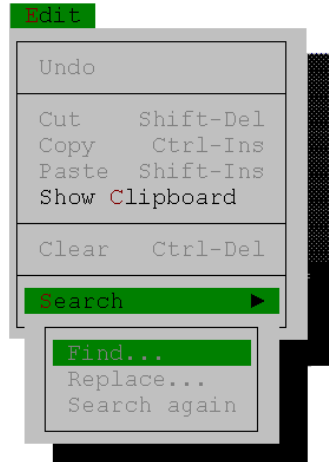 Edit
Undo
Cut Shift-Del
Copy Ctrl-Ins
Paste Shift-Ins
Show Clipboard
Clear Ctrl-Del
Search ►
Find...
Replace...
Search again